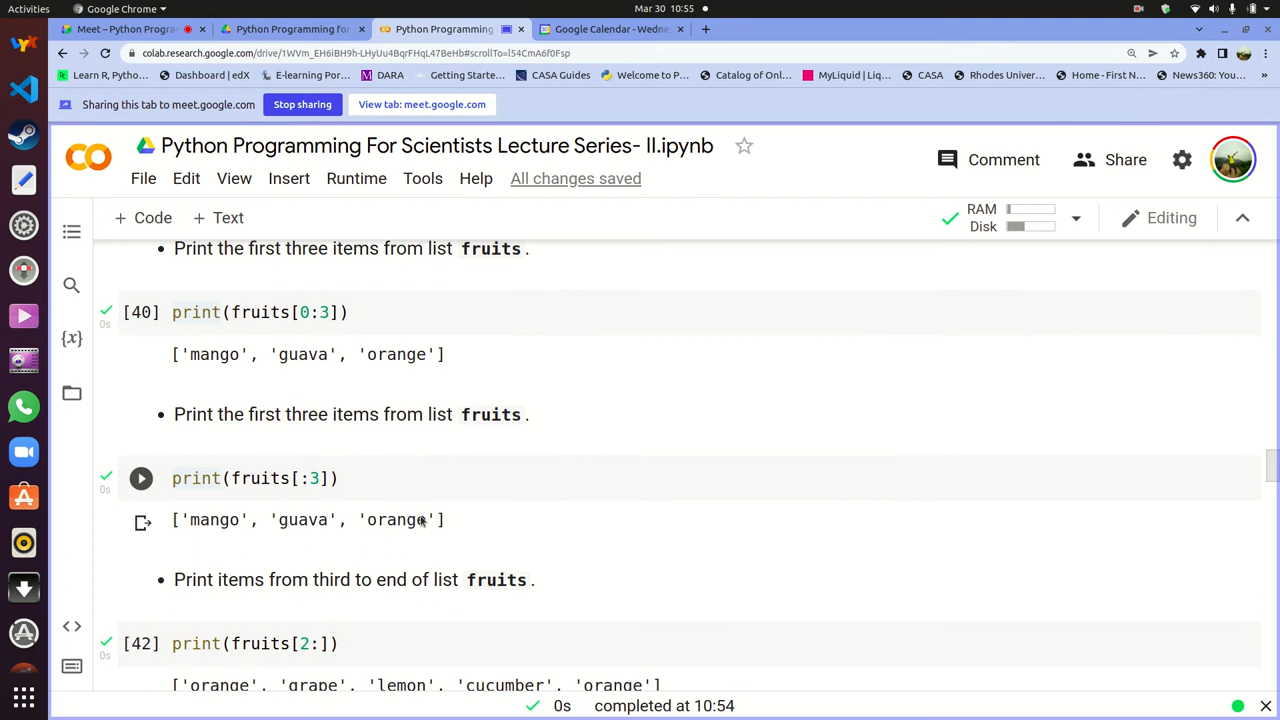 Activities
Google Chrome
Mar 30 10:55
Meet – Python Progra
Python Programming fo
Python Programming
Google Calendar - Wedne
colab.research.google.com/drive/1WVm_EH6iBH9h-LHyUu4BqrFHqL47BeHb#scrollTo=l54CmA6f0Fsp
Learn R, Pytho...
Dashboard | edX
E-learning Por...
DARA
Getting Starte...
CASA Guides
Welcome to P...
Catalog of Onl...
MyLiquid | Liq...
CASA
Rhodes Univer...
Home - First N...
News360: You...
»
Sharing this tab to meet.google.com
Stop sharing
View tab: meet.google.com
Python Programming For Scientists Lecture Series- II.ipynb
Comment
Share
File Edit View Insert Runtime Tools Help All changes saved
+ Code + Text
RAM
Disk
Editing
• Print the first three items from list fruits.
[40] print(fruits[0:3])
0s
['mango', 'guava', 'orange']
• Print the first three items from list fruits.
print(fruits[:3])
0s
['mango', 'guava', 'orange']
• Print items from third to end of list fruits.
[42] print(fruits[2:])
0s
['orange', 'grape', 'lemon', 'cucumber', 'orange']
0s completed at 10:54